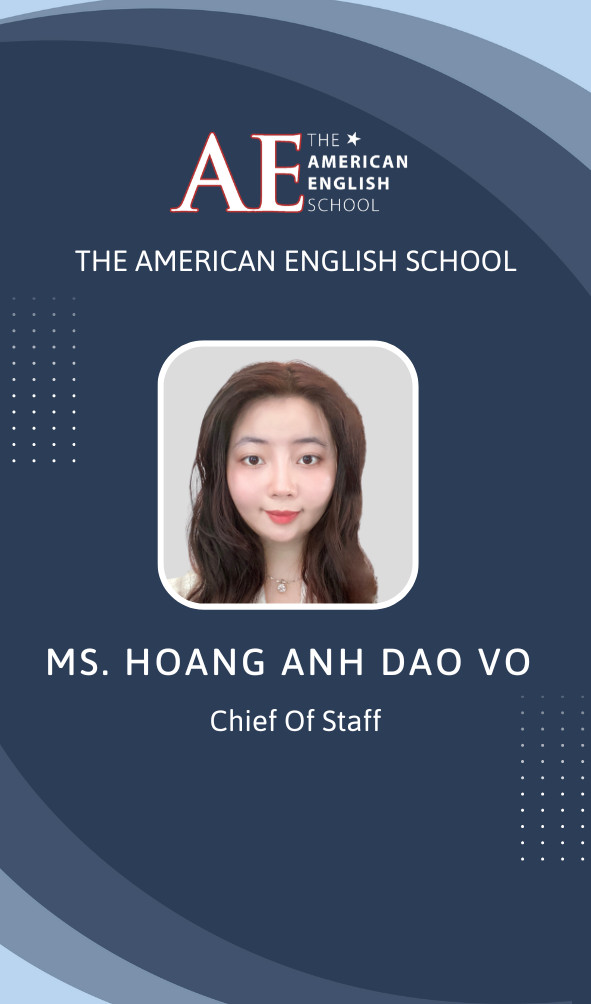 AE
THE
AMERICAN
ENGLISH
SCHOOL
THE AMERICAN ENGLISH SCHOOL
MS. HOANG ANH DAO VO
Chief Of Staff